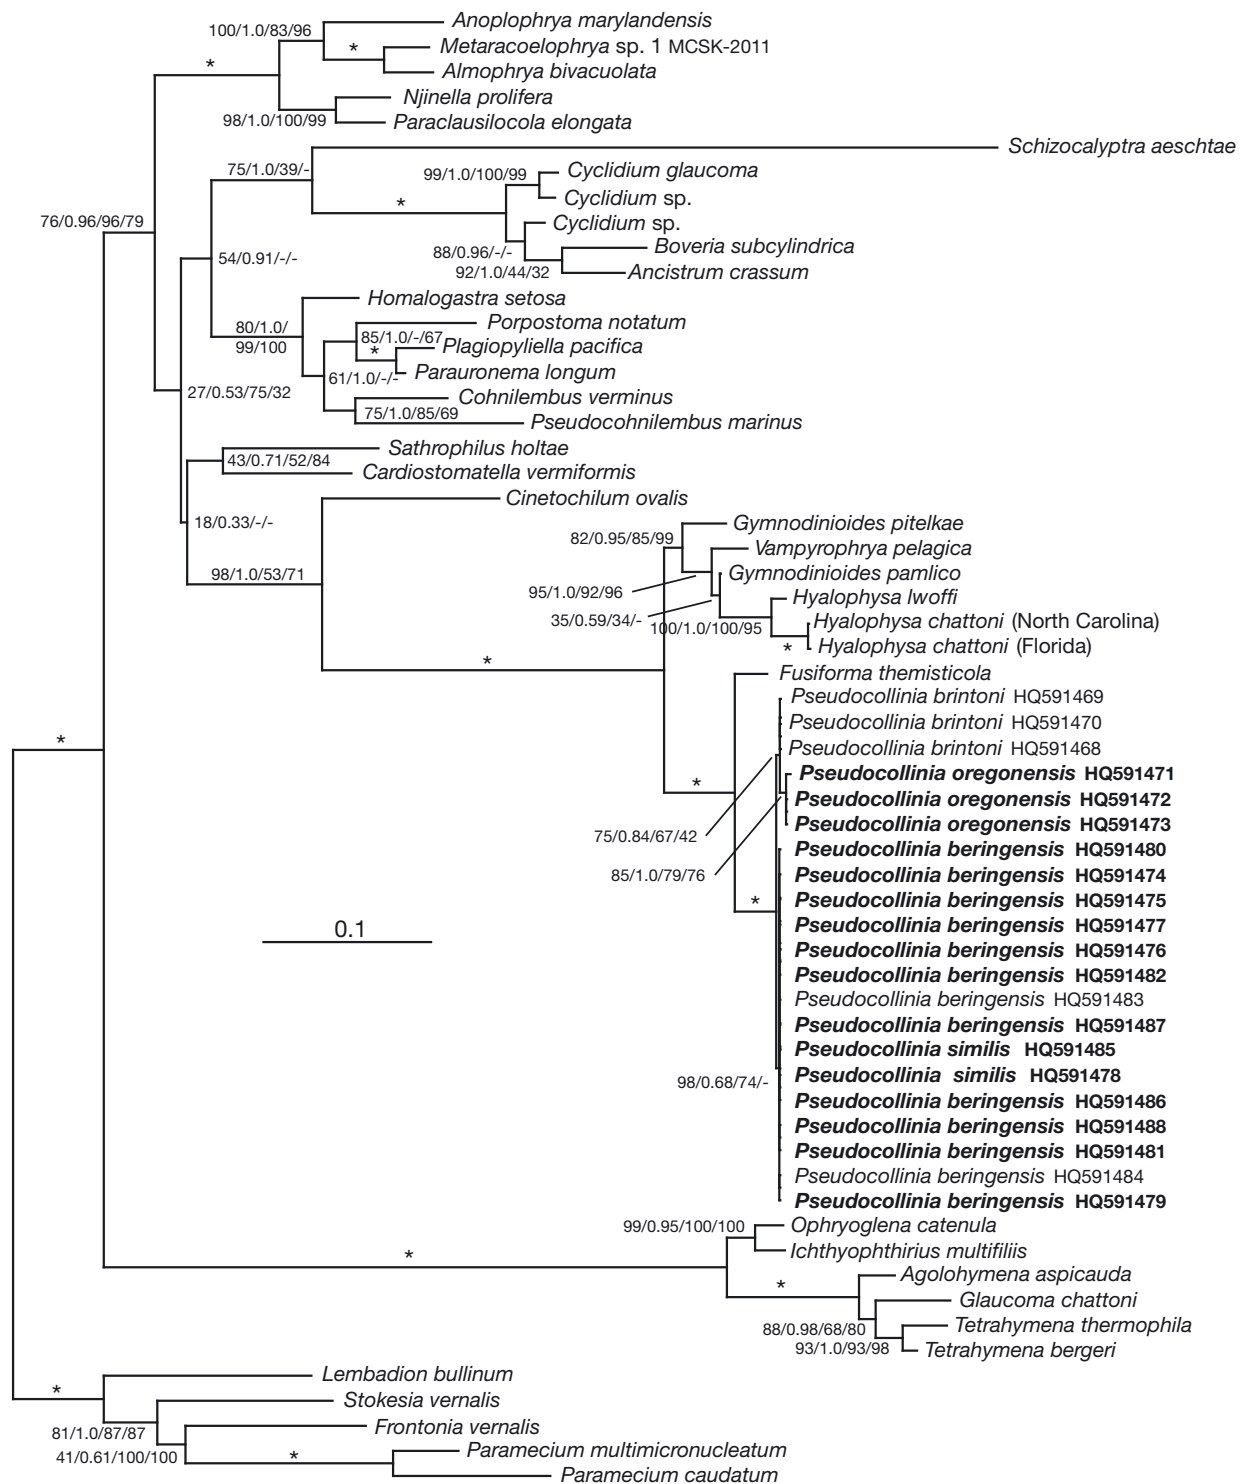 Anoplophrya marylandensis
100/1.0/83/96
*
Metaracoelophrya sp. 1 MCSK-2011
Almophrya bivacuolata
*
Njinella prolifera
98/1.0/100/99
Paraclausilocola elongata
Schizocalyptra aeschtae
75/1.0/39/-
99/1.0/100/99
Cyclidium glaucoma
Cyclidium sp.
*
Cyclidium sp.
76/0.96/96/79
88/0.96/-/-
Boveria subcylindrica
54/0.91/-/-
92/1.0/44/32
Ancistrum crassum
Homalogastra setosa
80/1.0/
99/100
Porpostoma notatum
85/1.0/-/67
*
Plagiopyliella pacifica
61/1.0/-/-
Parauronema longum
27/0.53/75/32
Cohnilembus verminus
75/1.0/85/69
Pseudocohnilembus marinus
Sathrophilus holtae
43/0.71/52/84
Cardiostomatella vermiformis
Cinetochilum ovalis
18/0.33/-/-
82/0.95/85/99
Gymnodinioides pitelkae
Vampyrophrya pelagica
98/1.0/53/71
Gymnodinioides pamlico
95/1.0/92/96
Hyalophysa lwoffi
35/0.59/34/-
100/1.0/100/95
Hyalophysa chattoni (North Carolina)
*
Hyalophysa chattoni (Florida)
*
Fusiforma themisticola
Pseudocollinia brintoni HQ591469
Pseudocollinia brintoni HQ591470
*
Pseudocollinia brintoni HQ591468
Pseudocollinia oregonensis HQ591471
*
Pseudocollinia oregonensis HQ591472
Pseudocollinia oregonensis HQ591473
75/0.84/67/42
Pseudocollinia beringensis HQ591480
85/1.0/79/76
Pseudocollinia beringensis HQ591474
*
Pseudocollinia beringensis HQ591475
0.1
Pseudocollinia beringensis HQ591477
Pseudocollinia beringensis HQ591476
Pseudocollinia beringensis HQ591482
Pseudocollinia beringensis HQ591483
Pseudocollinia beringensis HQ591487
Pseudocollinia similis HQ591485
98/0.68/74/-
Pseudocollinia similis HQ591478
Pseudocollinia beringensis HQ591486
Pseudocollinia beringensis HQ591488
Pseudocollinia beringensis HQ591481
Pseudocollinia beringensis HQ591484
Pseudocollinia beringensis HQ591479
99/0.95/100/100
Ophryoglena catenula
*
Ichthyophthirius multifiliis
*
Agolohymena aspicauda
Glaucoma chattoni
88/0.98/68/80
Tetrahymena thermophila
93/1.0/93/98
Tetrahymena bergeri
Lembadion bullinum
*
Stokesia vernalis
81/1.0/87/87
Frontonia vernalis
41/0.61/100/100
*
Paramecium multimicronucleatum
Paramecium caudatum